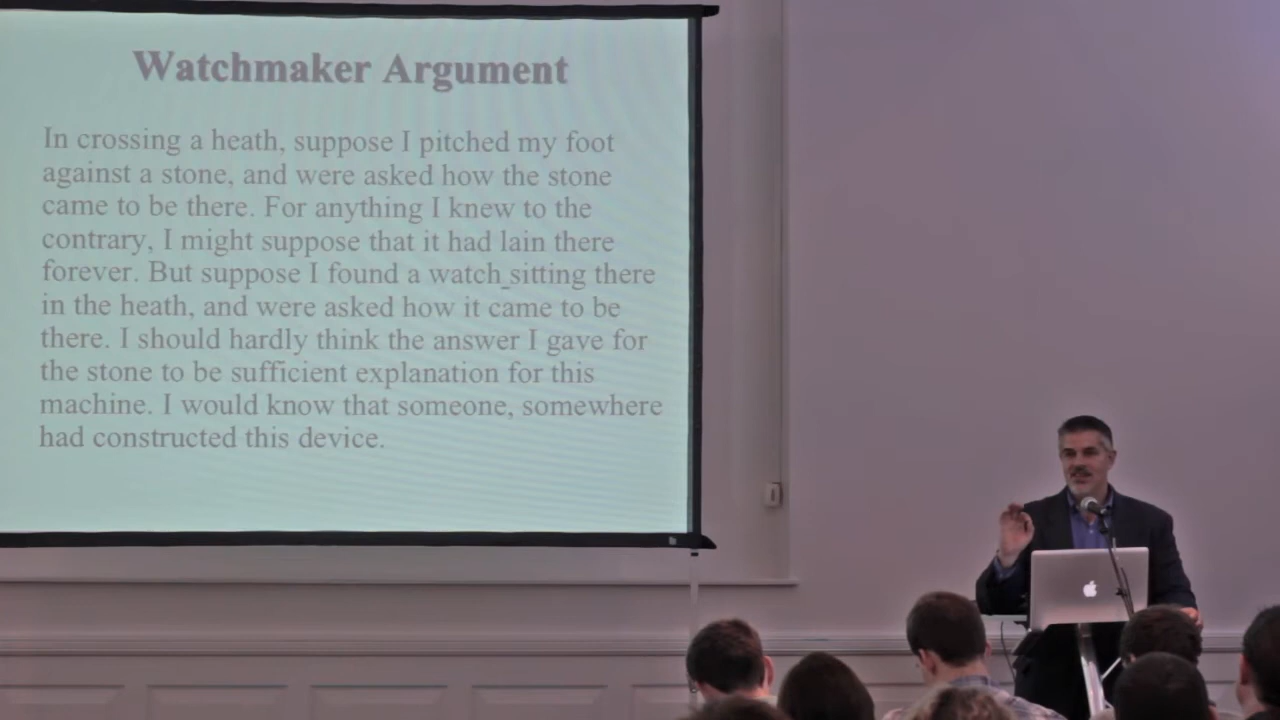 Watchmaker Argument
In crossing a heath, suppose I pitched my foot
against a stone, and were asked how the stone
came to be there. For anything I knew to the
contrary, I might suppose that it had lain there
forever. But suppose I found a watch_sitting there
in the heath, and were asked how it came to be
there. I should hardly think the answer I gave for
the stone to be sufficient explanation for this
machine. I would know that someone, somewhere
had constructed this device.